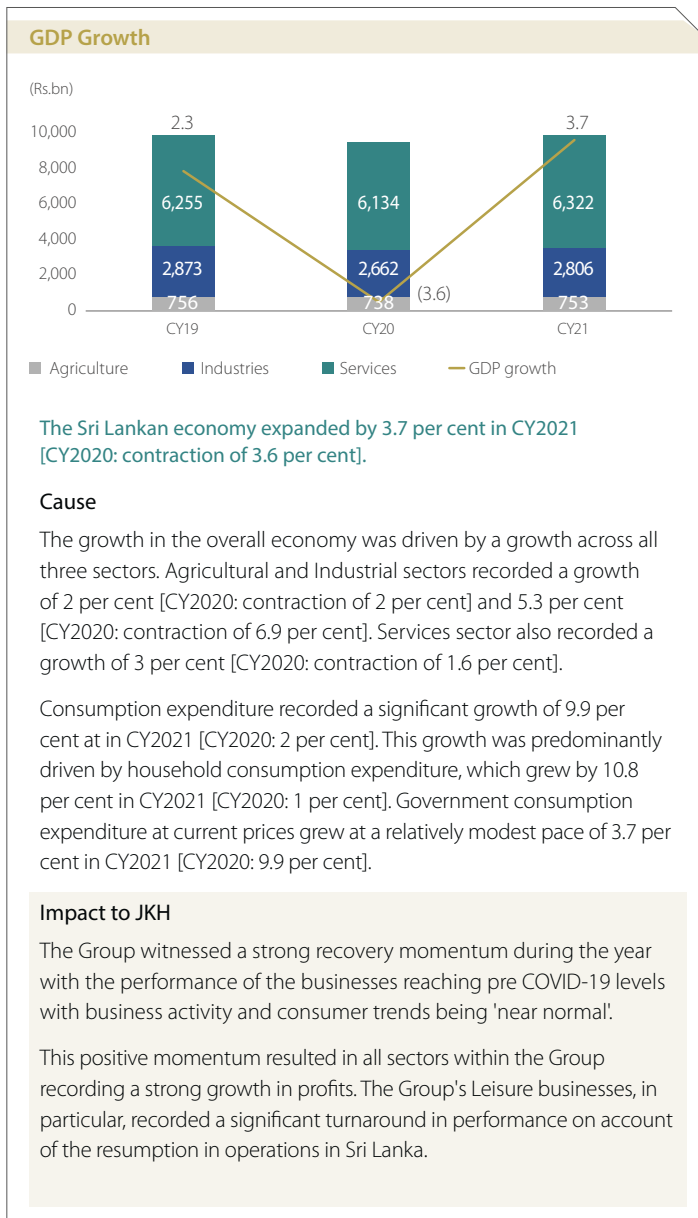 GDP Growth
(Rs.bn)
2.3
3.7
10,000
8,000
6,000
4,000
2,000
0
6,255
6,134
6,322
2,873
2,662
2,806
756
738
(3.6)
753
CY19
CY20
CY21
Agriculture
Industries
Services
GDP growth
The Sri Lankan economy expanded by 3.7 per cent in CY2021
[CY2020: contraction of 3.6 per cent].
Cause
The growth in the overall economy was driven by a growth across all
three sectors. Agricultural and Industrial sectors recorded a growth
of 2 per cent [CY2020: contraction of 2 per cent] and 5.3 per cent
[CY2020: contraction of 6.9 per cent]. Services sector also recorded a
growth of 3 per cent [CY2020: contraction of 1.6 per cent].
Consumption expenditure recorded a significant growth of 9.9 per
cent at in CY2021 [CY2020: 2 per cent]. This growth was predominantly
driven by household consumption expenditure, which grew by 10.8
per cent in CY2021 [CY2020: 1 per cent]. Government consumption
expenditure at current prices grew at a relatively modest pace of 3.7 per
cent in CY2021 [CY2020: 9.9 per cent].
Impact to JKH
The Group witnessed a strong recovery momentum during the year
with the performance of the businesses reaching pre COVID-19 levels
with business activity and consumer trends being 'near normal'.
This positive momentum resulted in all sectors within the Group
recording a strong growth in profits. The Group's Leisure businesses, in
particular, recorded a significant turnaround in performance on account
of the resumption in operations in Sri Lanka.